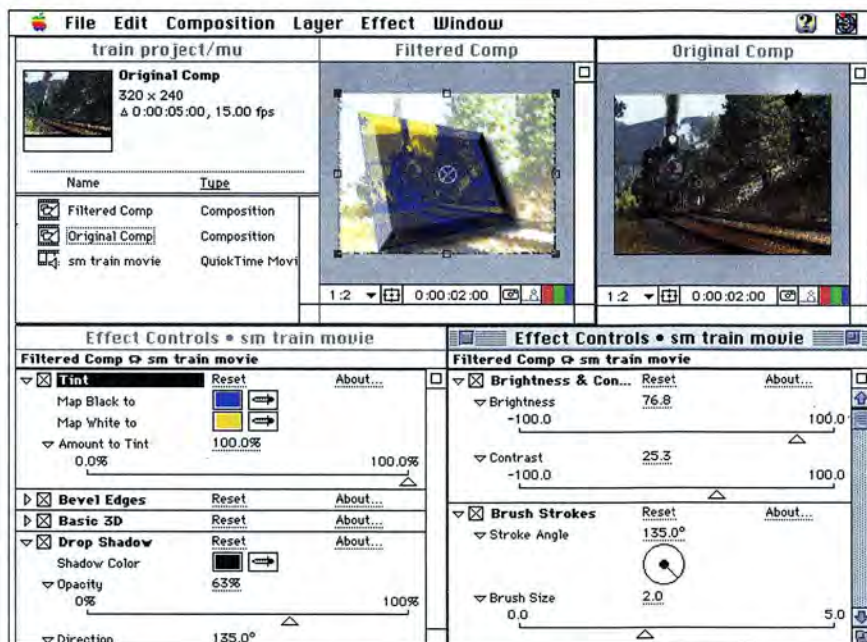 File Edit Composition Layer Effect Window
train project/mu
Original Comp
320 x 240
Δ 0:00:05:00, 15.00 fps
Name Type
Filtered Comp Composition
Original Comp Composition
sm train movie QuickTime Movi
Filtered Comp
1:2 0:00:02:00
Original Comp
1:2 0:00:02:00
Effect Controls • sm train movie
Filtered Comp sm train movie
Tint Reset About...
Map Black to
Map White to
Amount to Tint 100.0%
0.0% 100.0%
Bevel Edges Reset About...
Basic 3D Reset About...
Drop Shadow Reset About...
Shadow Color
Opacity 63%
0% 100%
Direction 135.0°
Effect Controls • sm train movie
Filtered Comp sm train movie
Brightness & Con... Reset About...
Brightness 76.8
-100.0 100.0
Contrast 25.3
-100.0 100.0
Brush Strokes Reset About...
Stroke Angle 135.0°
Brush Size 2.0
0.0 5.0